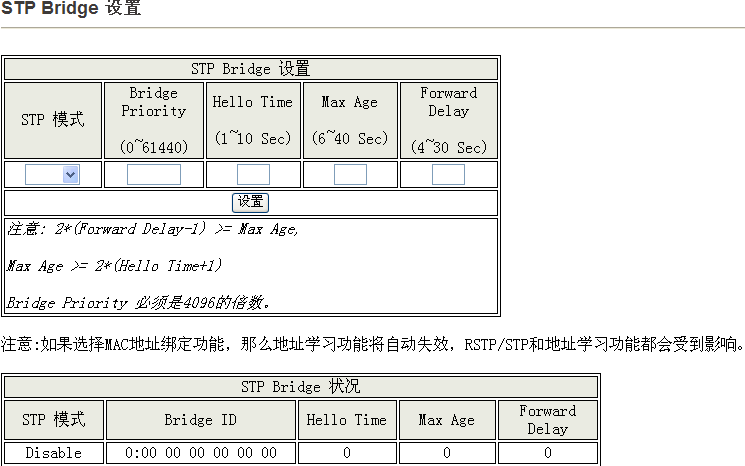 STP Bridge 设置
STP Bridge 设置
STP 模式
Bridge Priority (0~61440)
Hello Time (1~10 Sec)
Max Age (6~40 Sec)
Forward Delay (4~30 Sec)
设置
注意: 2*(Forward Delay-1) >= Max Age,
Max Age >= 2*(Hello Time+1)
Bridge Priority 必须是4096的倍数。
注意:如果选择MAC地址绑定功能，那么地址学习功能将自动失效，RSTP/STP和地址学习功能都会受到影响。
STP Bridge 状况
STP 模式 Bridge ID Hello Time Max Age Forward Delay
Disable 0:00 00 00 00 00 00 0 0 0